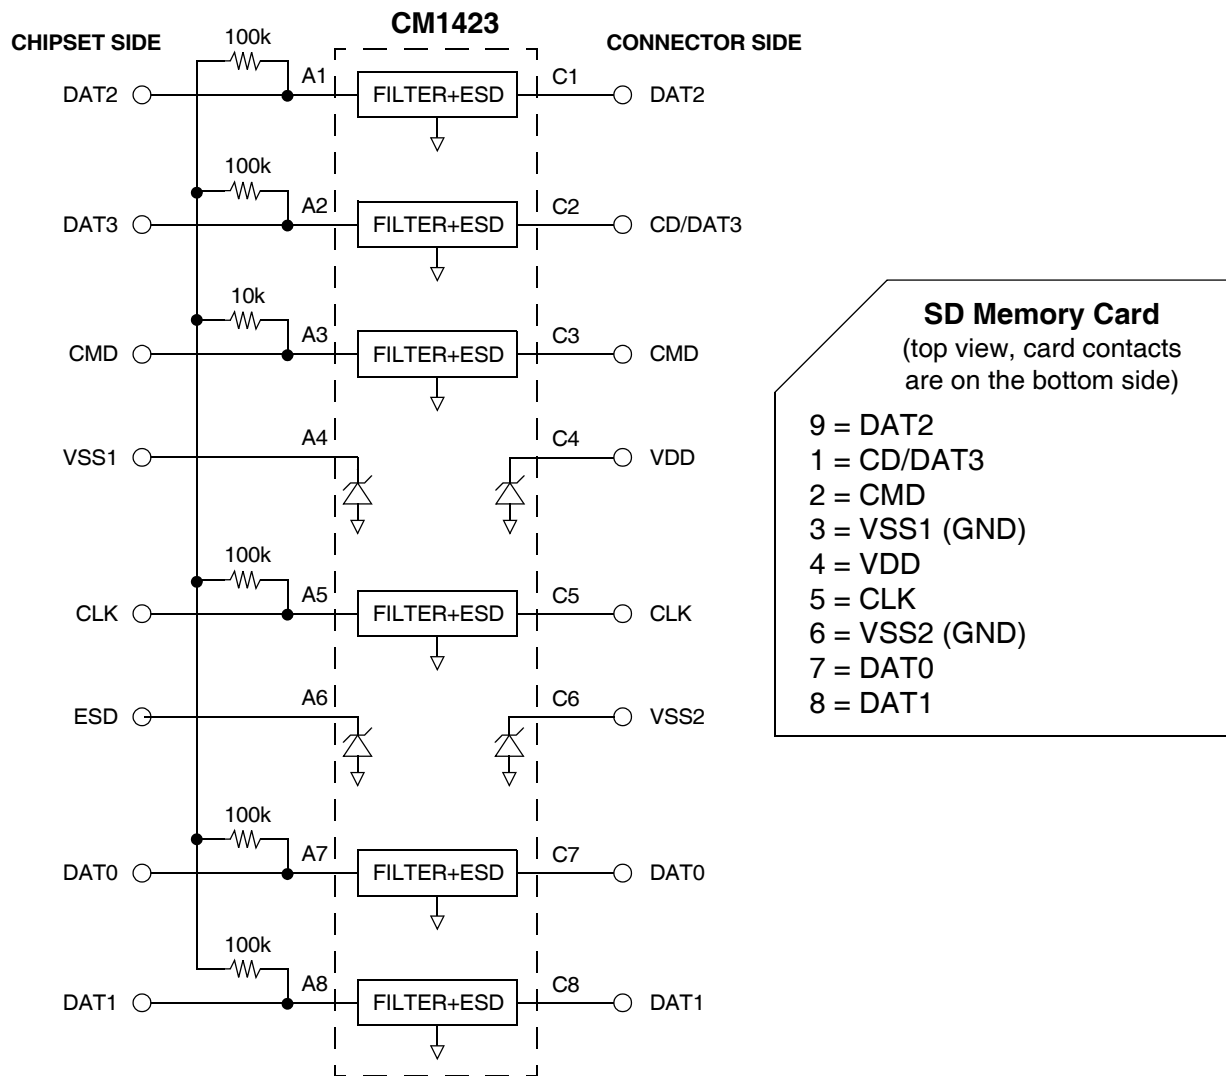 CM1423
CHIPSET SIDE
CONNECTOR SIDE
100k
DAT2
A1
FILTER+ESD
C1
DAT2
100k
DAT3
A2
FILTER+ESD
C2
CD/DAT3
10k
CMD
A3
FILTER+ESD
C3
CMD
VSS1
A4
C4
VDD
100k
CLK
A5
FILTER+ESD
C5
CLK
ESD
A6
C6
VSS2
100k
DAT0
A7
FILTER+ESD
C7
DAT0
100k
DAT1
A8
FILTER+ESD
C8
DAT1
SD Memory Card
(top view, card contacts
are on the bottom side)
9 = DAT2
1 = CD/DAT3
2 = CMD
3 = VSS1 (GND)
4 = VDD
5 = CLK
6 = VSS2 (GND)
7 = DAT0
8 = DAT1